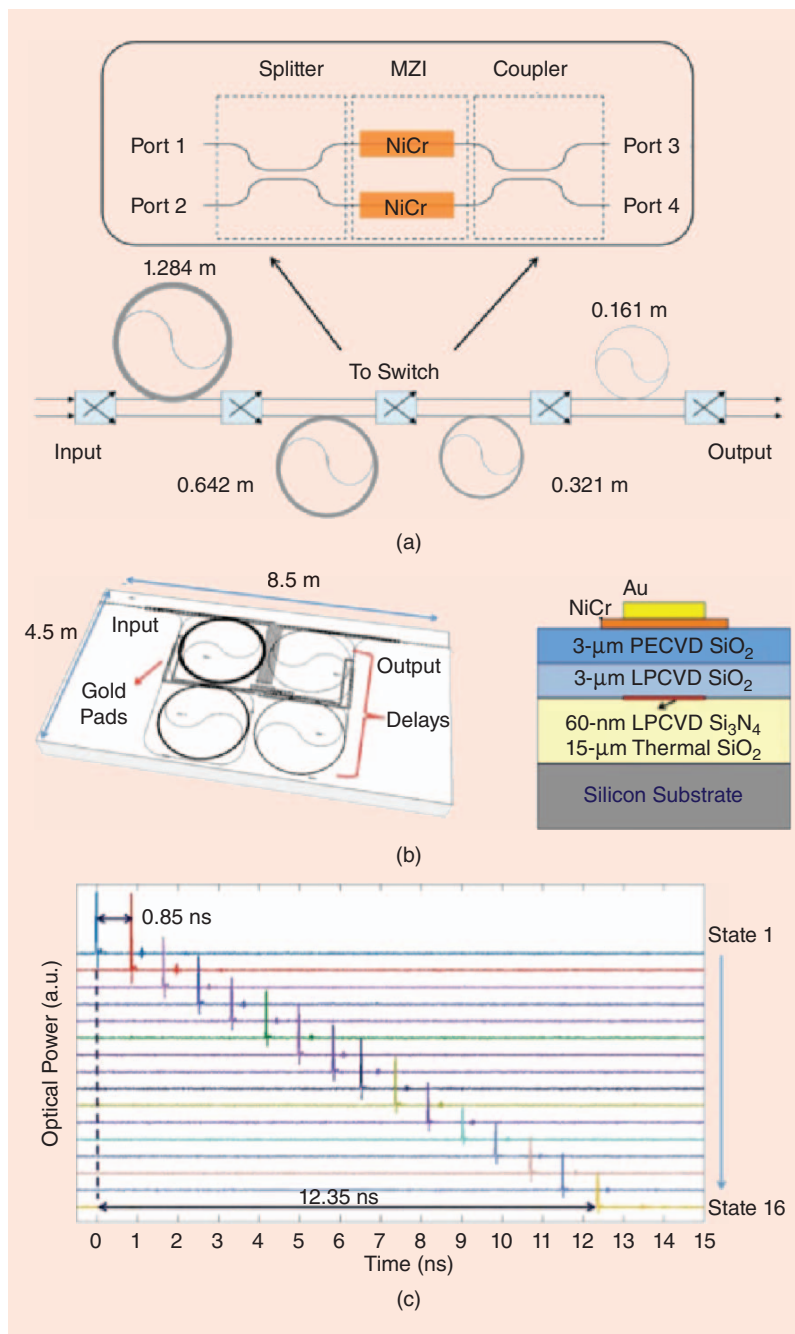 Splitter MZI Coupler
Port 1 NiCr Port 3
Port 2 NiCr Port 4
1.284 m
0.161 m
To Switch
Input Output
0.642 m 0.321 m
(a)
8.5 m
4.5 m
Input
Output
Gold
Pads
Delays
Au
NiCr
3-μm PECVD SiO₂
3-μm LPCVD SiO₂
60-nm LPCVD Si₃N₄
15-μm Thermal SiO₂
Silicon Substrate
(b)
0.85 ns
State 1
Optical Power (a.u.)
12.35 ns
State 16
0 1 2 3 4 5 6 7 8 9 10 11 12 13 14 15
Time (ns)
(c)